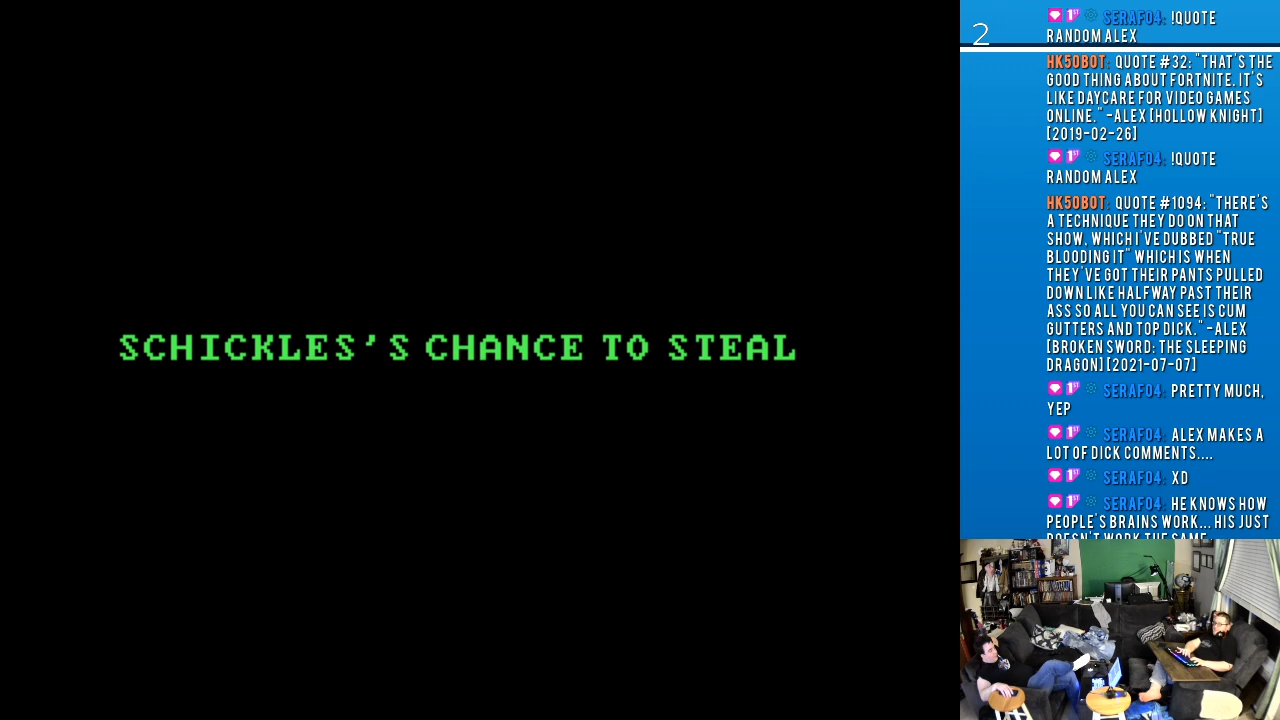 SCHICKLES'S CHANCE TO STEAL
2
SERAF04: !QUOTE
RANDOM ALEX
HK50BOT: QUOTE #32: "THAT'S THE
GOOD THING ABOUT FORTNITE. IT'S
LIKE DAYCARE FOR VIDEO GAMES
ONLINE." -ALEX [HOLLOW KNIGHT]
[2019-02-26]
SERAF04: !QUOTE
RANDOM ALEX
HK50BOT: QUOTE #1094: "THERE'S
A TECHNIQUE THEY DO ON THAT
SHOW, WHICH I'VE DUBBED "TRUE
BLOODING IT" WHICH IS WHEN
THEY'VE GOT THEIR PANTS PULLED
DOWN LIKE HALFWAY PAST THEIR
ASS SO ALL YOU CAN SEE IS CUM
GUTTERS AND TOP DICK." -ALEX
[BROKEN SWORD: THE SLEEPING
DRAGON] [2021-07-07]
SERAF04: PRETTY MUCH,
YEP
SERAF04: ALEX MAKES A
LOT OF DICK COMMENTS....
SERAF04: XD
SERAF04: HE KNOWS HOW
PEOPLE'S BRAINS WORK... HIS JUST
DOESN'T WORK THE SAME